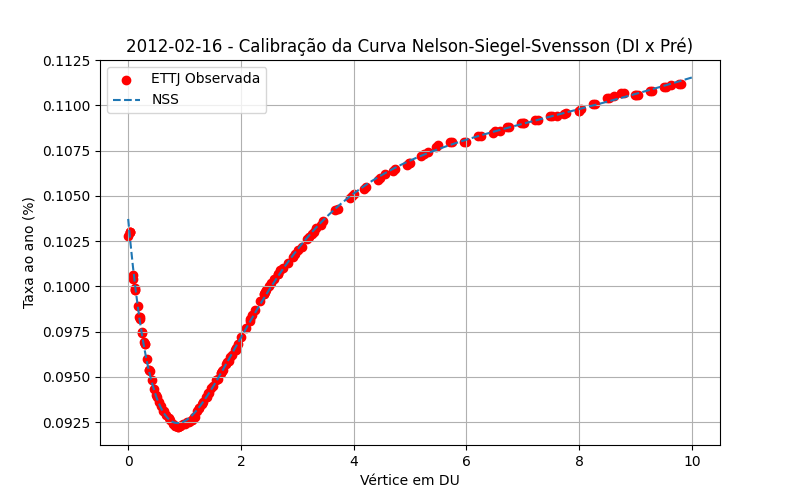 2012-02-16 - Calibração da Curva Nelson-Siegel-Svensson (DI x Pré)
ETTJ Observada
NSS
Taxa ao ano (%)
0.1125
0.1100
0.1075
0.1050
0.1025
0.1000
0.0975
0.0950
0.0925
0 2 4 6 8 10
Vértice em DU